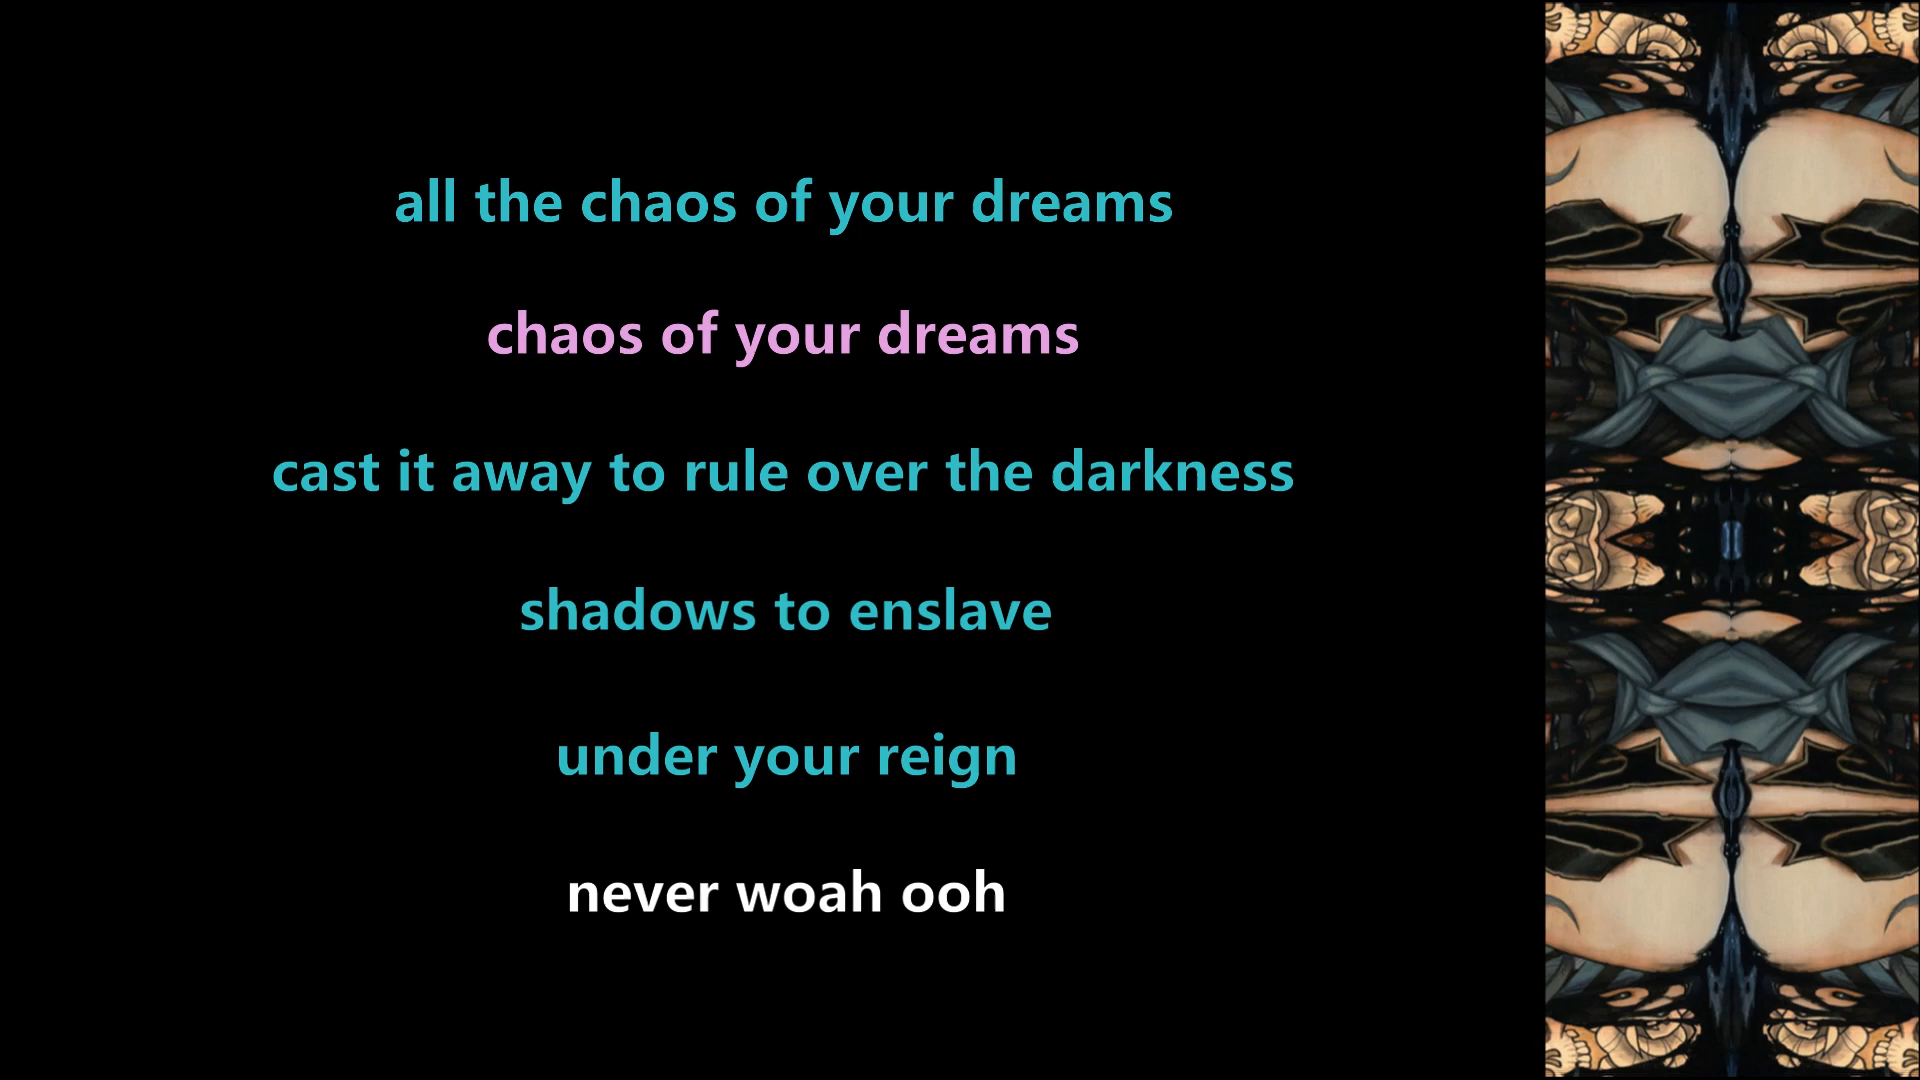 all the chaos of your dreams
chaos of your dreams
cast it away to rule over the darkness
shadows to enslave
under your reign
never woah ooh